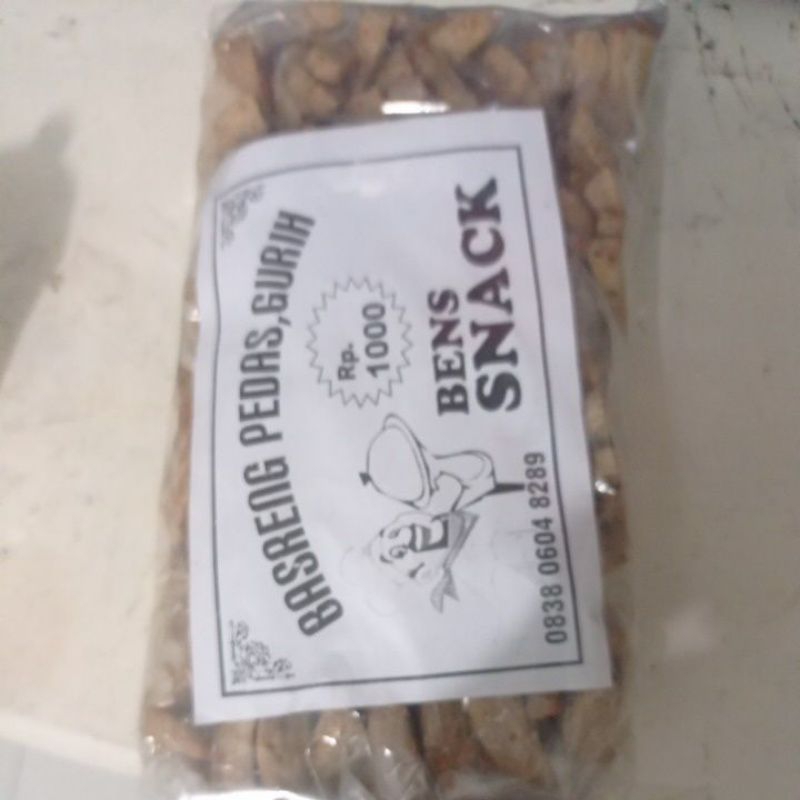 BASRENG PEDAS,GURIH
Rp.
1000
BENS
SNACK
0838 0604 8289